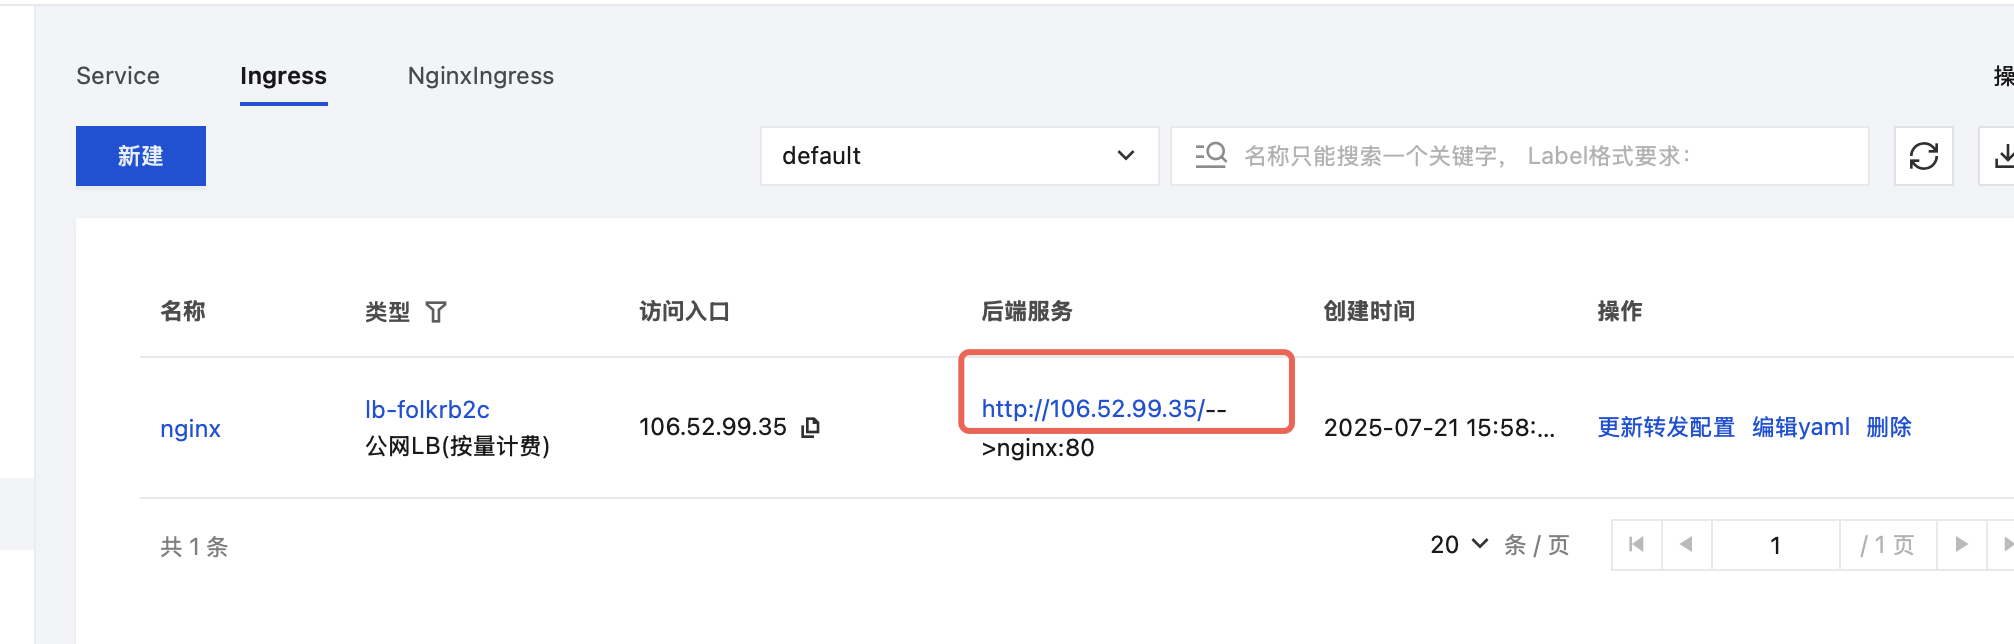 Service Ingress NginxIngress 操
新建 default 名称只能搜索一个关键字， Label格式要求：
名称 类型 访问入口 后端服务 创建时间 操作
nginx lb-folkrb2c 106.52.99.35 http://106.52.99.35/-- 2025-07-21 15:58:... 更新转发配置 编辑yaml 删除
公网LB(按量计费) >nginx:80
共 1 条 20 条 / 页 1 / 1 页